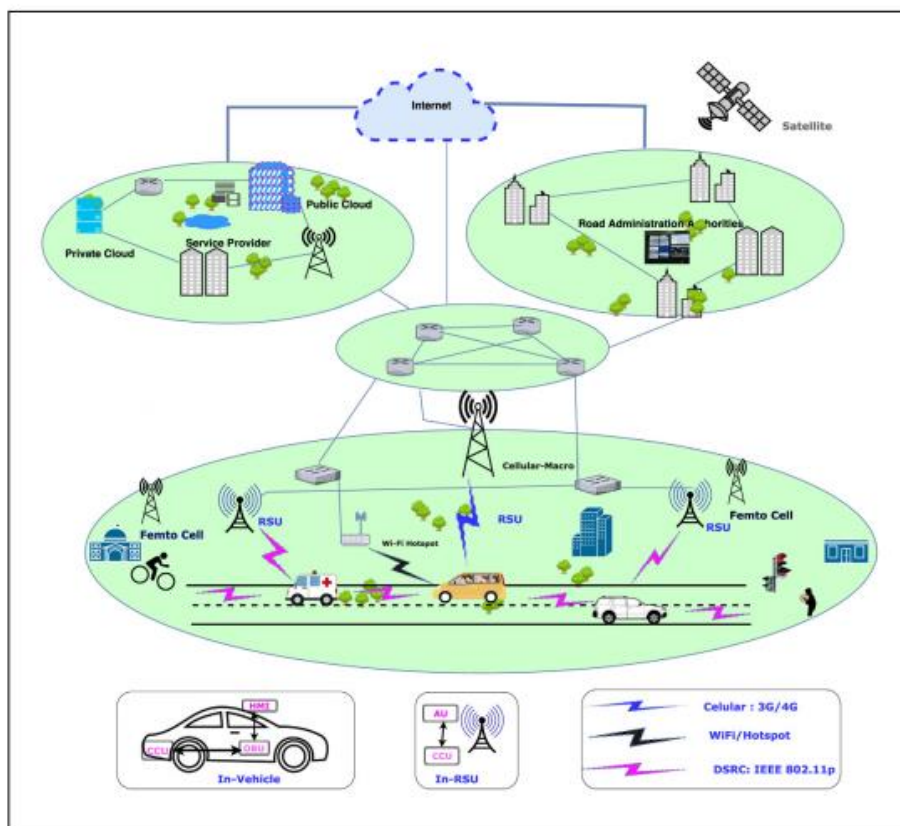 Internet
Satellite
Public Cloud
Road Administration Authorities
Service Provider
Private Cloud
Cellular-Macro
Femto Cell
RSU
RSU
RSU
Femto Cell
Wi-Fi Hotspot
HMI
CCU
OBU
In-Vehicle
AU
CCU
In-RSU
Celular : 3G/4G
WiFi/Hotspot
DSRC: IEEE 802.11p